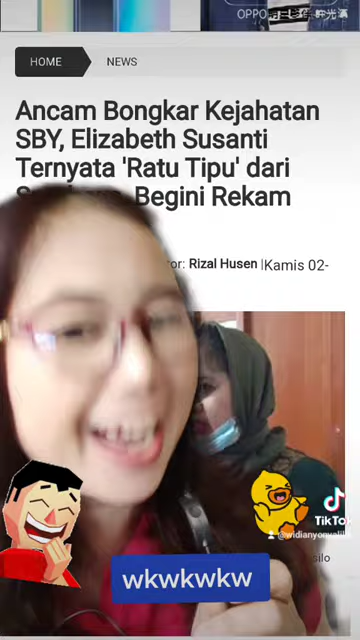 OPPO
HOME
NEWS
Ancam Bongkar Kejahatan
SBY, Elizabeth Susanti
Ternyata 'Ratu Tipu' dari
Begini Rekam
Rizal Husen |Kamis 02-
TikTok
wkwkwkw